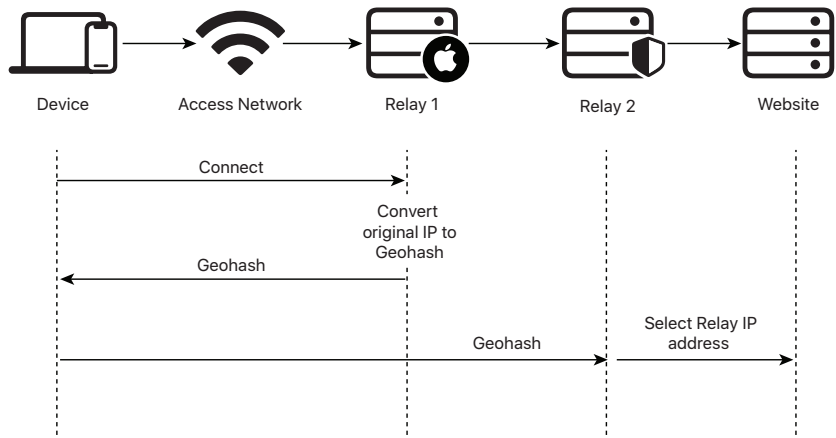 Device
Access Network
Relay 1
Relay 2
Website
Connect
Convert
original IP to
Geohash
Geohash
Select Relay IP
address
Geohash